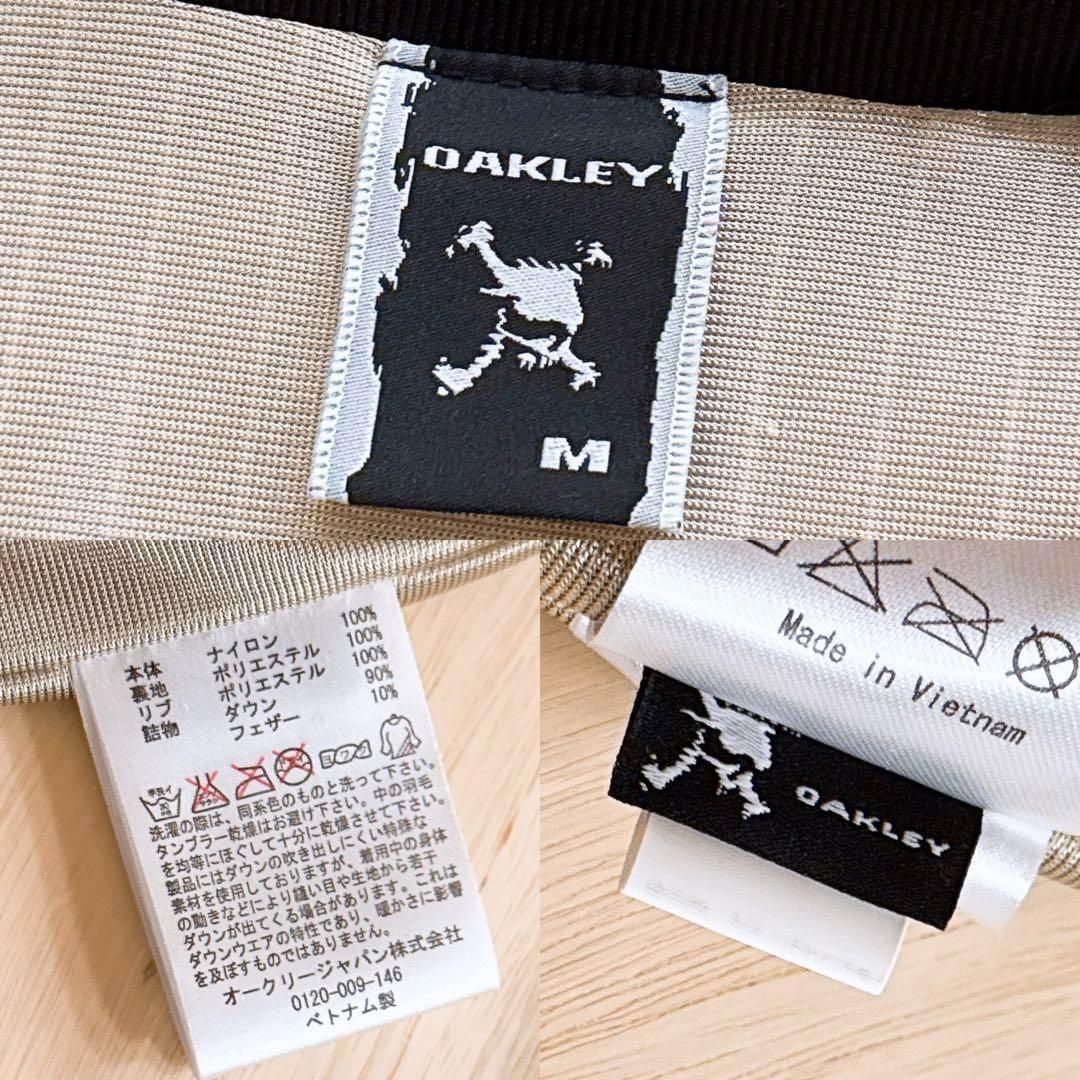 OAKLEY
M
本体 ナイロン 100%
裏地 ポリエステル 100%
リブ ポリエステル 100%
詰物 ダウン 90%
フェザー 10%
洗濯の際は、同系色のものと洗って下さい。
タンブラー乾燥はお避け下さい。中の羽毛
を均等にほぐして十分に乾燥させて下さい。
製品にはダウンの吹き出しにくい特殊な
素材を使用しておりますが、着用中の身体
の動きなどにより縫い目や生地から若干
ダウンが出てくる場合があります。これは
ダウンウエアの特性であり、暖かさに影響
を及ぼすものではありません。
オークリージャパン株式会社
0120-009-146
ベトナム製
Made in Vietnam
OAKLEY